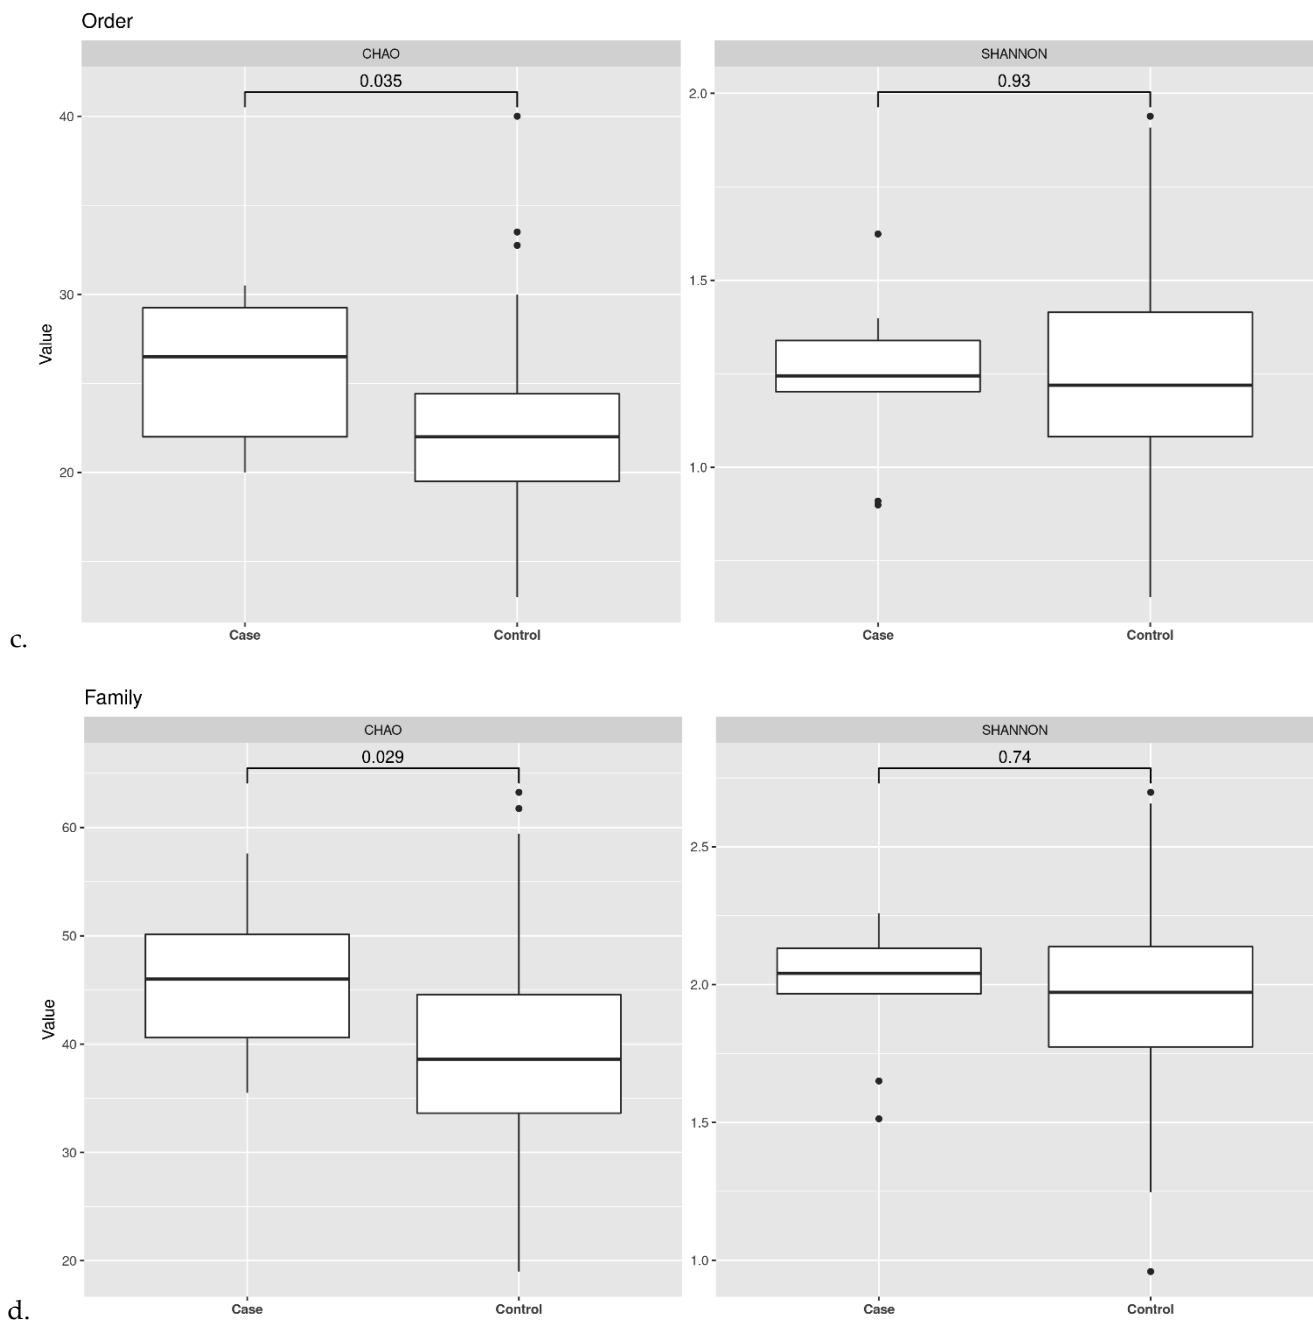 Order
CHAO
SHANNON
0.035
0.93
40
30
20
2.0
1.5
1.0
Value
Case
Control
Case
Control
c.
Family
CHAO
SHANNON
0.029
0.74
60
50
40
30
20
2.5
2.0
1.5
1.0
Value
Case
Control
Case
Control
d.